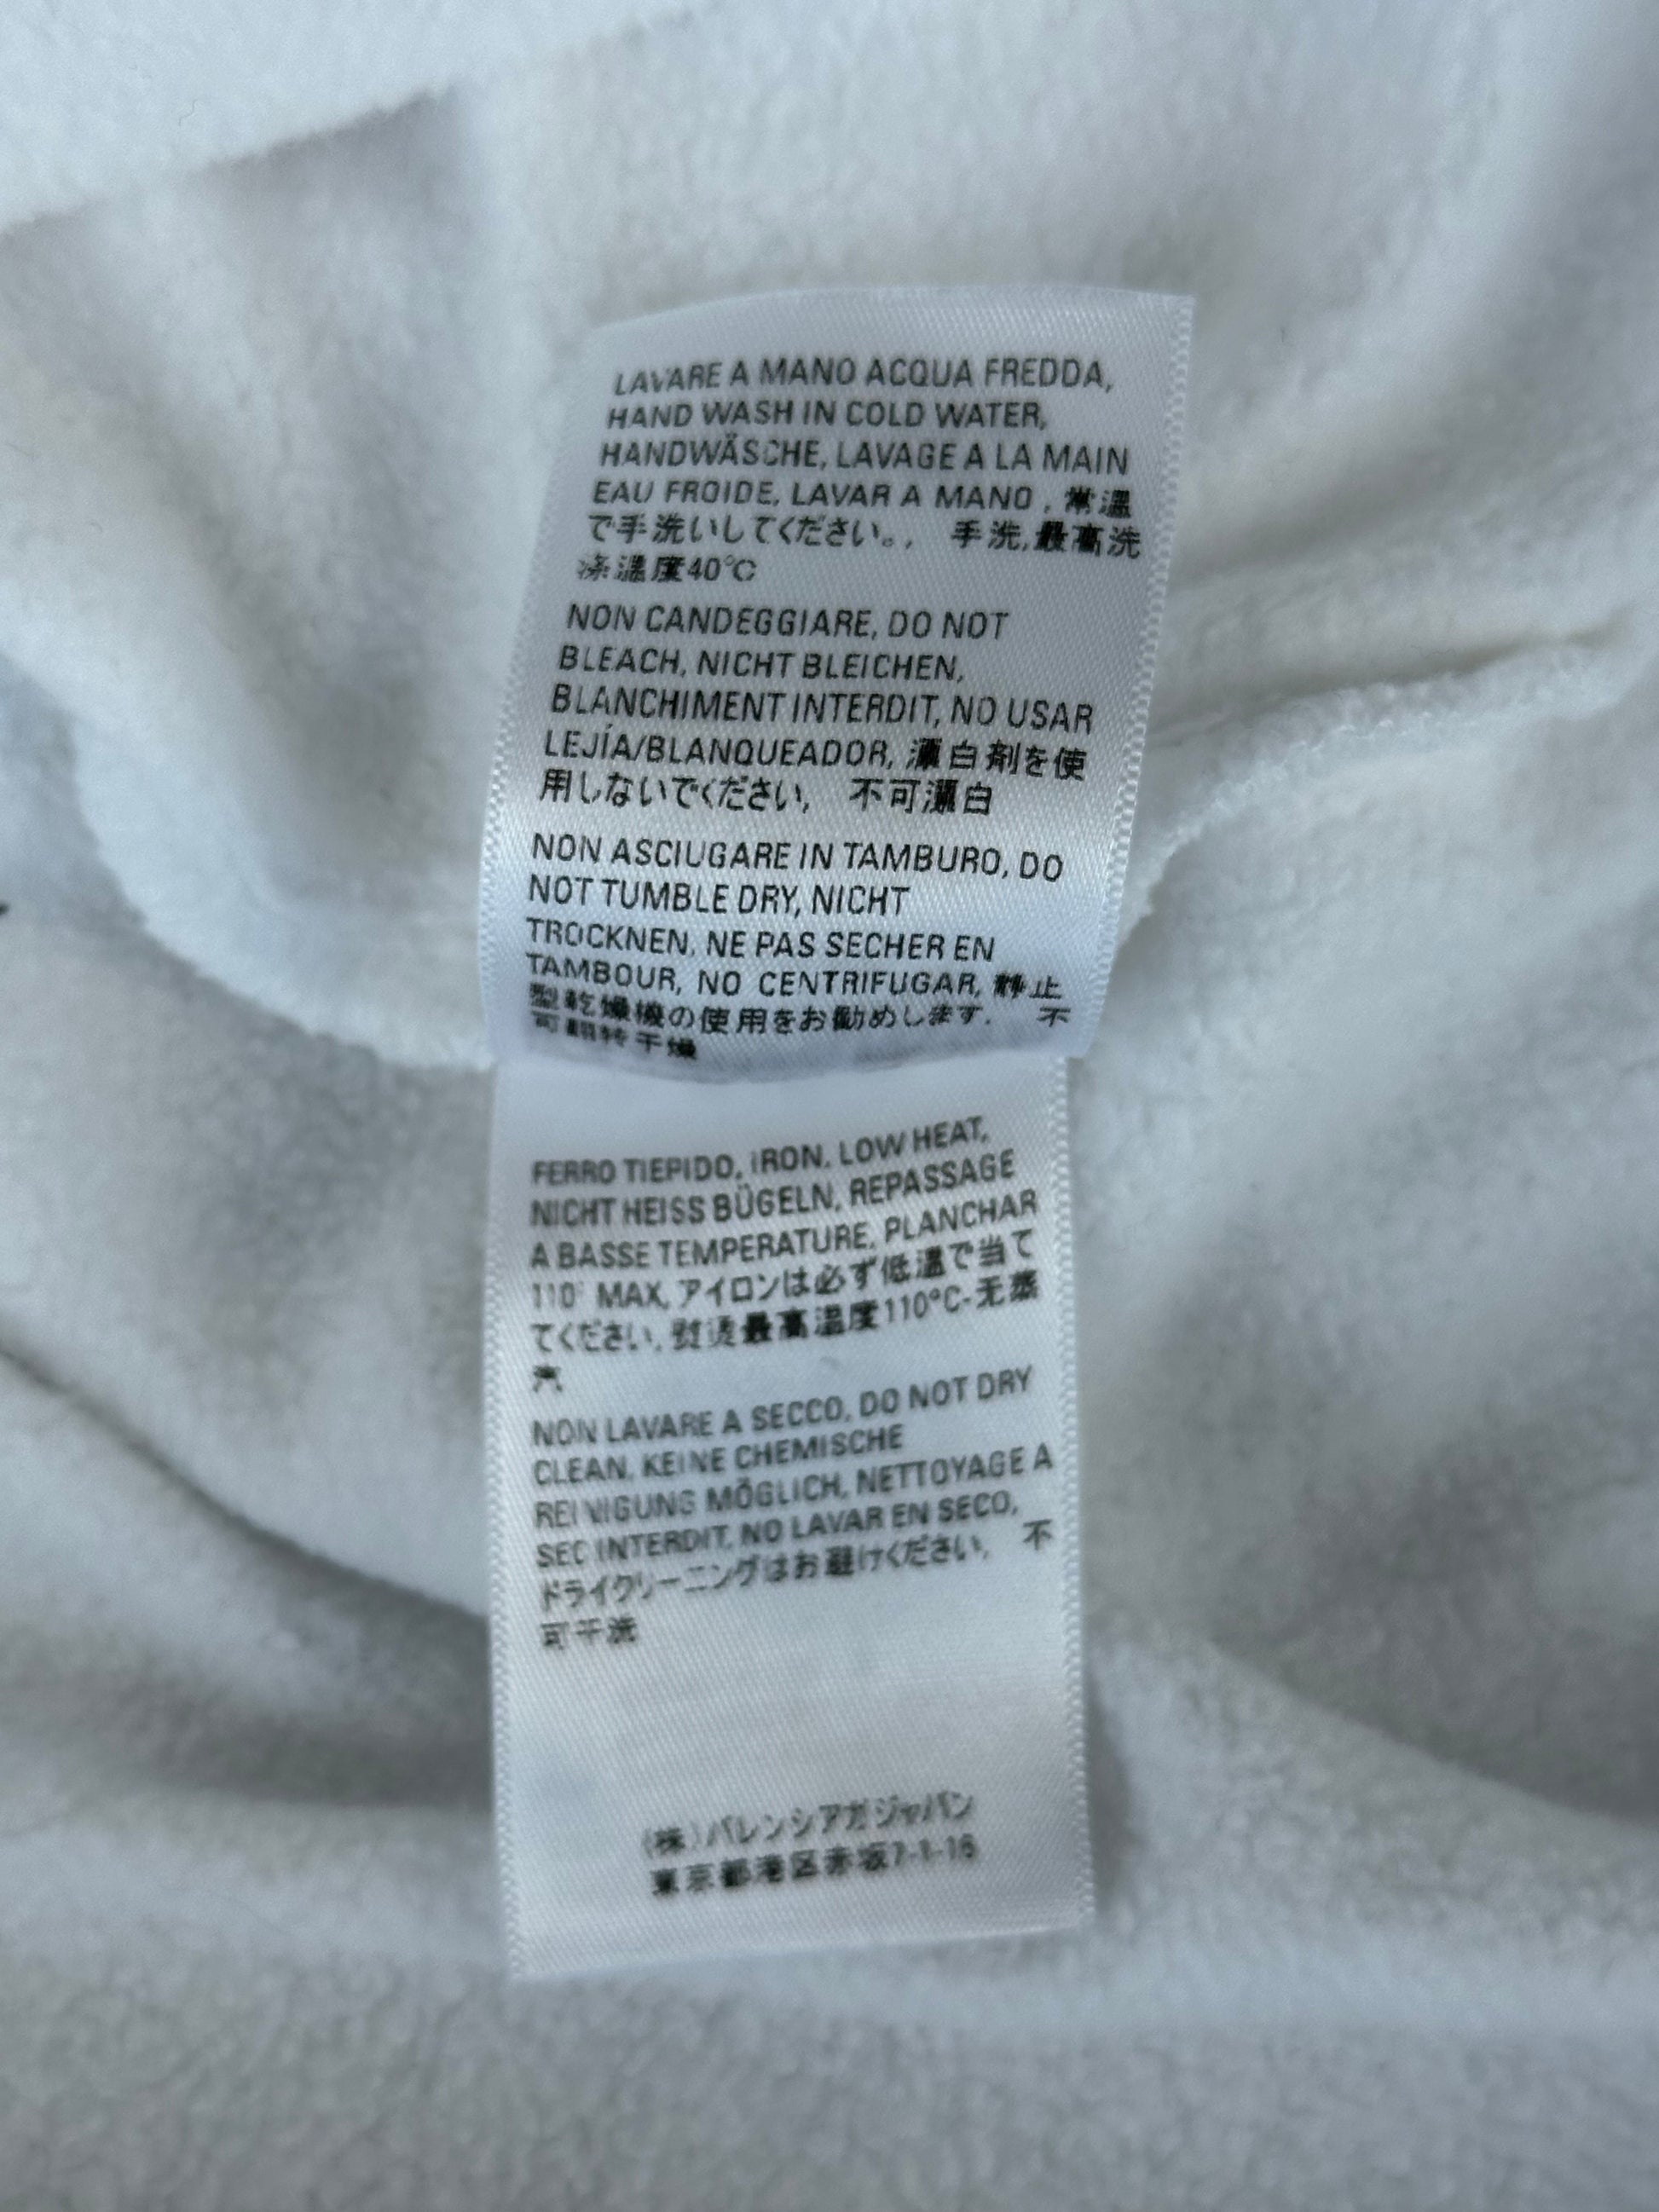 LAVARE A MANO ACQUA FREDDA,
HAND WASH IN COLD WATER,
HANDWÄSCHE, LAVAGE A LA MAIN
EAU FROIDE, LAVAR A MANO , 常温
で手洗いしてください。, 手洗,最高洗
涤温度40°C
NON CANDEGGIARE, DO NOT
BLEACH, NICHT BLEICHEN,
BLANCHIMENT INTERDIT, NO USAR
LEJÍA/BLANQUEADOR, 漂白剤を使
用しないでください, 不可漂白
NON ASCIUGARE IN TAMBURO, DO
NOT TUMBLE DRY, NICHT
TROCKNEN, NE PAS SECHER EN
TAMBOUR, NO CENTRIFUGAR, 静止
型乾燥機の使用をお勧めします. 不
可翻转干燥
FERRO TIEPIDO, IRON, LOW HEAT,
NICHT HEISS BÜGELN, REPASSAGE
A BASSE TEMPERATURE, PLANCHAR
110° MAX, アイロンは必ず低温で当て
てください, 熨烫最高温度110°C-无蒸
汽
NON LAVARE A SECCO, DO NOT DRY
CLEAN, KEINE CHEMISCHE
REINIGUNG MÖGLICH, NETTOYAGE A
SEC INTERDIT, NO LAVAR EN SECO,
ドライクリーニングはお避けください, 不
可干洗
(株)バレンシアガジャパン
東京都港区赤坂7-1-16